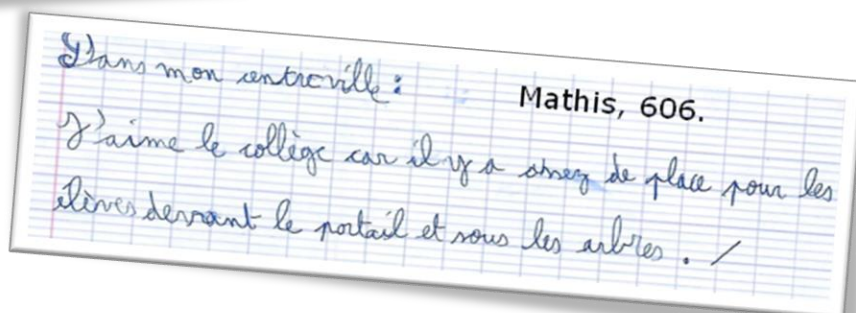 Dans mon centreville :
Mathis, 606.
J'aime le collège car il y a assez de place pour les
élèves devant le portail et sous les arbres . /